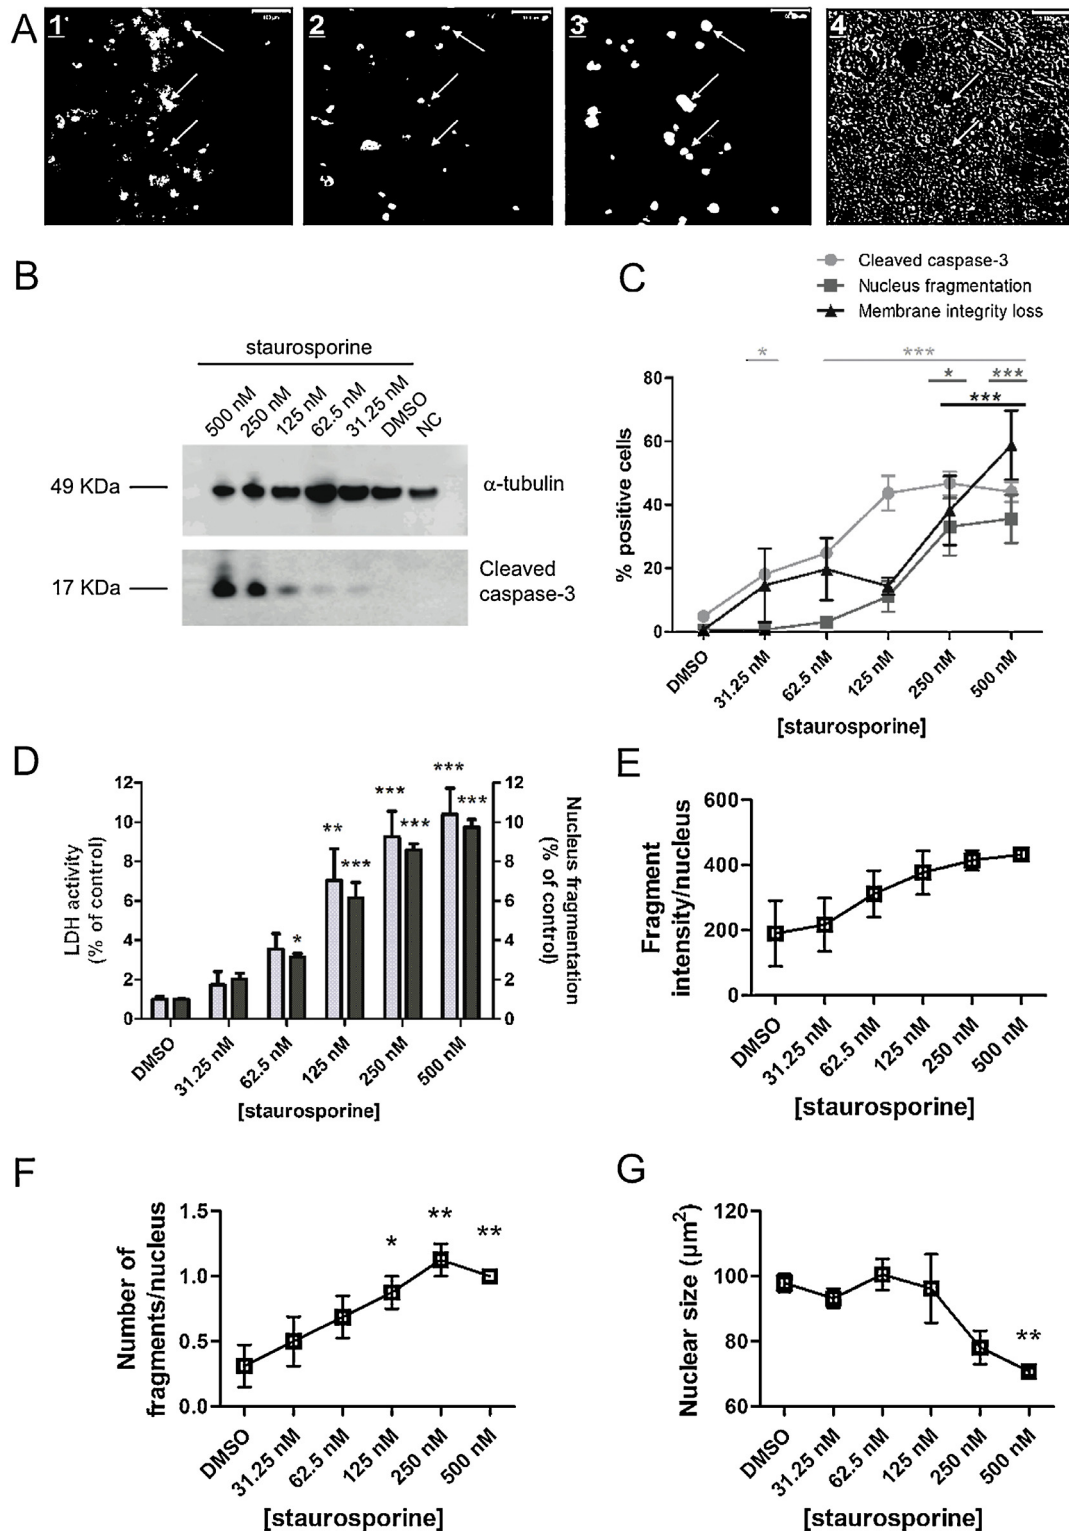 A
1
2
3
4
B
staurosporine
500 nM
250 nM
125 nM
62.5 nM
31.25 nM
DMSO
NC
49 KDa
α-tubulin
17 KDa
Cleaved
caspase-3
C
Cleaved caspase-3
Nucleus fragmentation
Membrane integrity loss
*
***
*
***
***
% positive cells
80
60
40
20
0
DMSO
31.25 nM
62.5 nM
125 nM
250 nM
500 nM
[staurosporine]
D
LDH activity
(% of control)
12
10
8
6
4
2
0
*
**
***
***
***
***
***
12
10
8
6
4
2
0
Nucleus fragmentation
(% of control)
DMSO
31.25 nM
62.5 nM
125 nM
250 nM
500 nM
[staurosporine]
E
Fragment
intensity/nucleus
600
400
200
0
DMSO
31.25 nM
62.5 nM
125 nM
250 nM
500 nM
[staurosporine]
F
Number of
fragments/nucleus
1.5
1.0
0.5
0.0
*
**
**
DMSO
31.25 nM
62.5 nM
125 nM
250 nM
500 nM
[staurosporine]
G
Nuclear size (µm²)
120
100
80
60
**
DMSO
31.25 nM
62.5 nM
125 nM
250 nM
500 nM
[staurosporine]